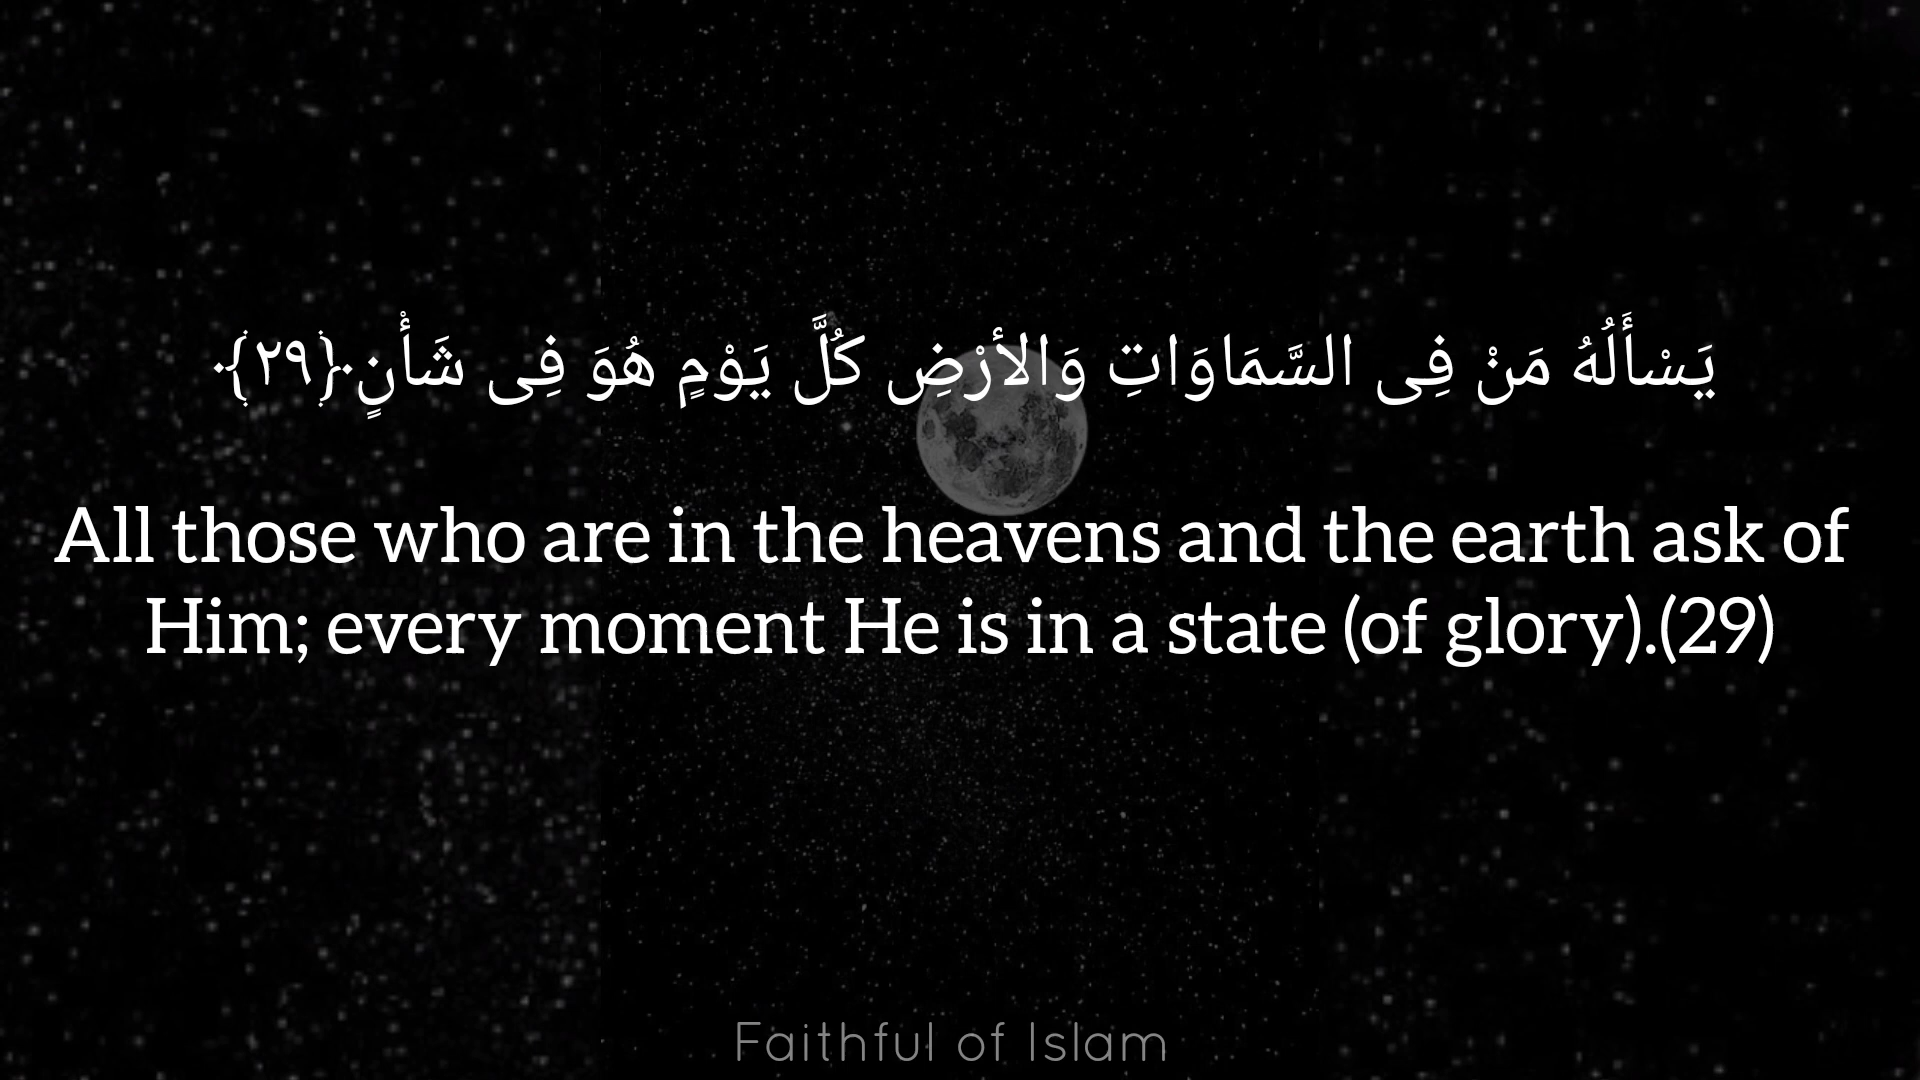 يَسْأَلُهُ مَنْ فِى السَّمَاوَاتِ وَالأَرْضِ كُلَّ يَوْمٍ هُوَ فِى شَأْنٍ﴿٢٩﴾
All those who are in the heavens and the earth ask of
Him; every moment He is in a state (of glory).(29)
Faithful of Islam